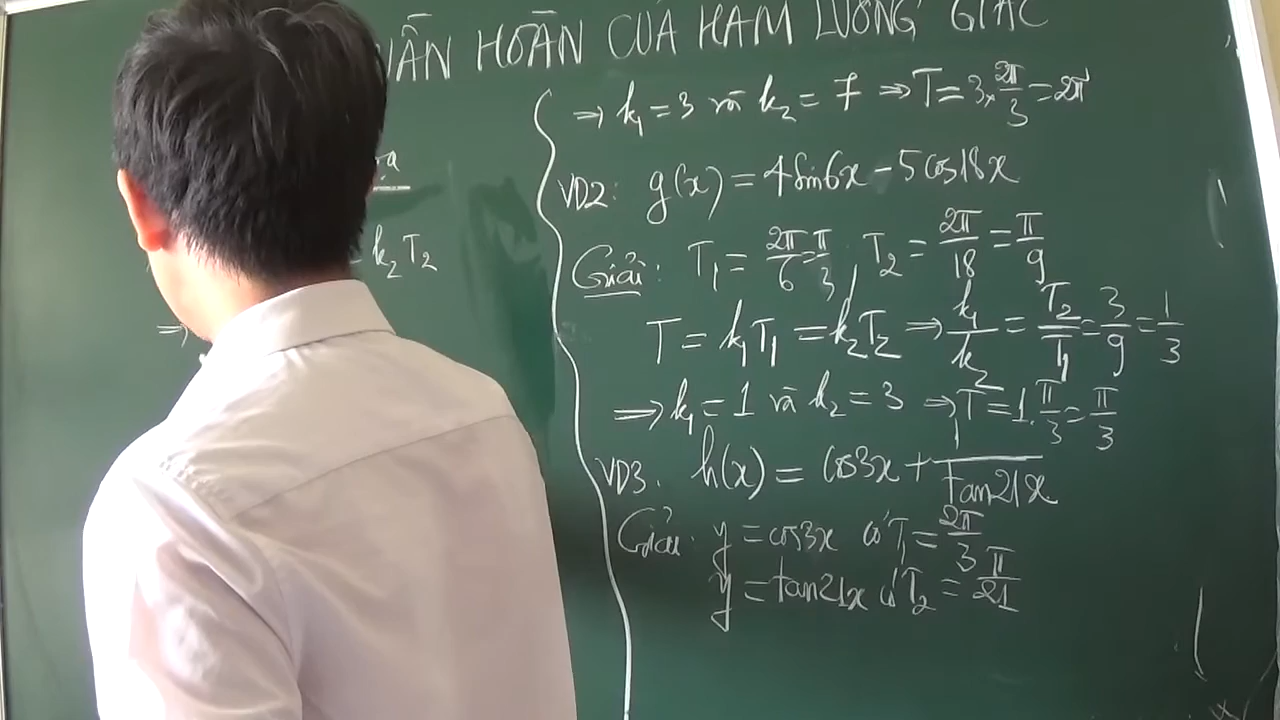 HOÀN CỦA HÀM LƯỢNG GIÁC
= k₂T₂
⇒
⇒ k₁ = 3 và k₂ = 7 ⇒ T = 3 × 2π/3 = 2π
VD2: g(x) = 4sin6x - 5cos18x
Giải: T₁ = 2π/6 = π/3, T₂ = 2π/18 = π/9
T = k₁T₁ = k₂T₂ ⇒ k₁/k₂ = T₂/T₁ = 3/9 = 1/3
⇒ k₁ = 1 và k₂ = 3 ⇒ T = 1.π/3 = π/3
VD3. h(x) = cos3x + 1/tan21x
Giải: y = cos3x có T₁ = 2π/3
y = tan21x có T₂ = π/21